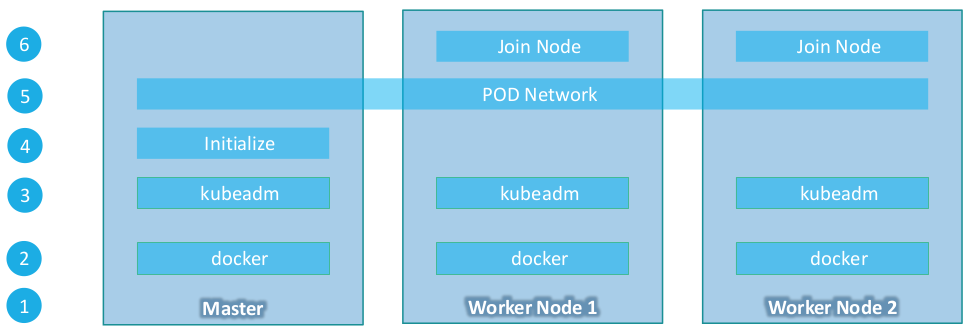 6 Join Node Join Node
5 POD Network
4 Initialize
3 kubeadm kubeadm kubeadm
2 docker docker docker
1 Master Worker Node 1 Worker Node 2